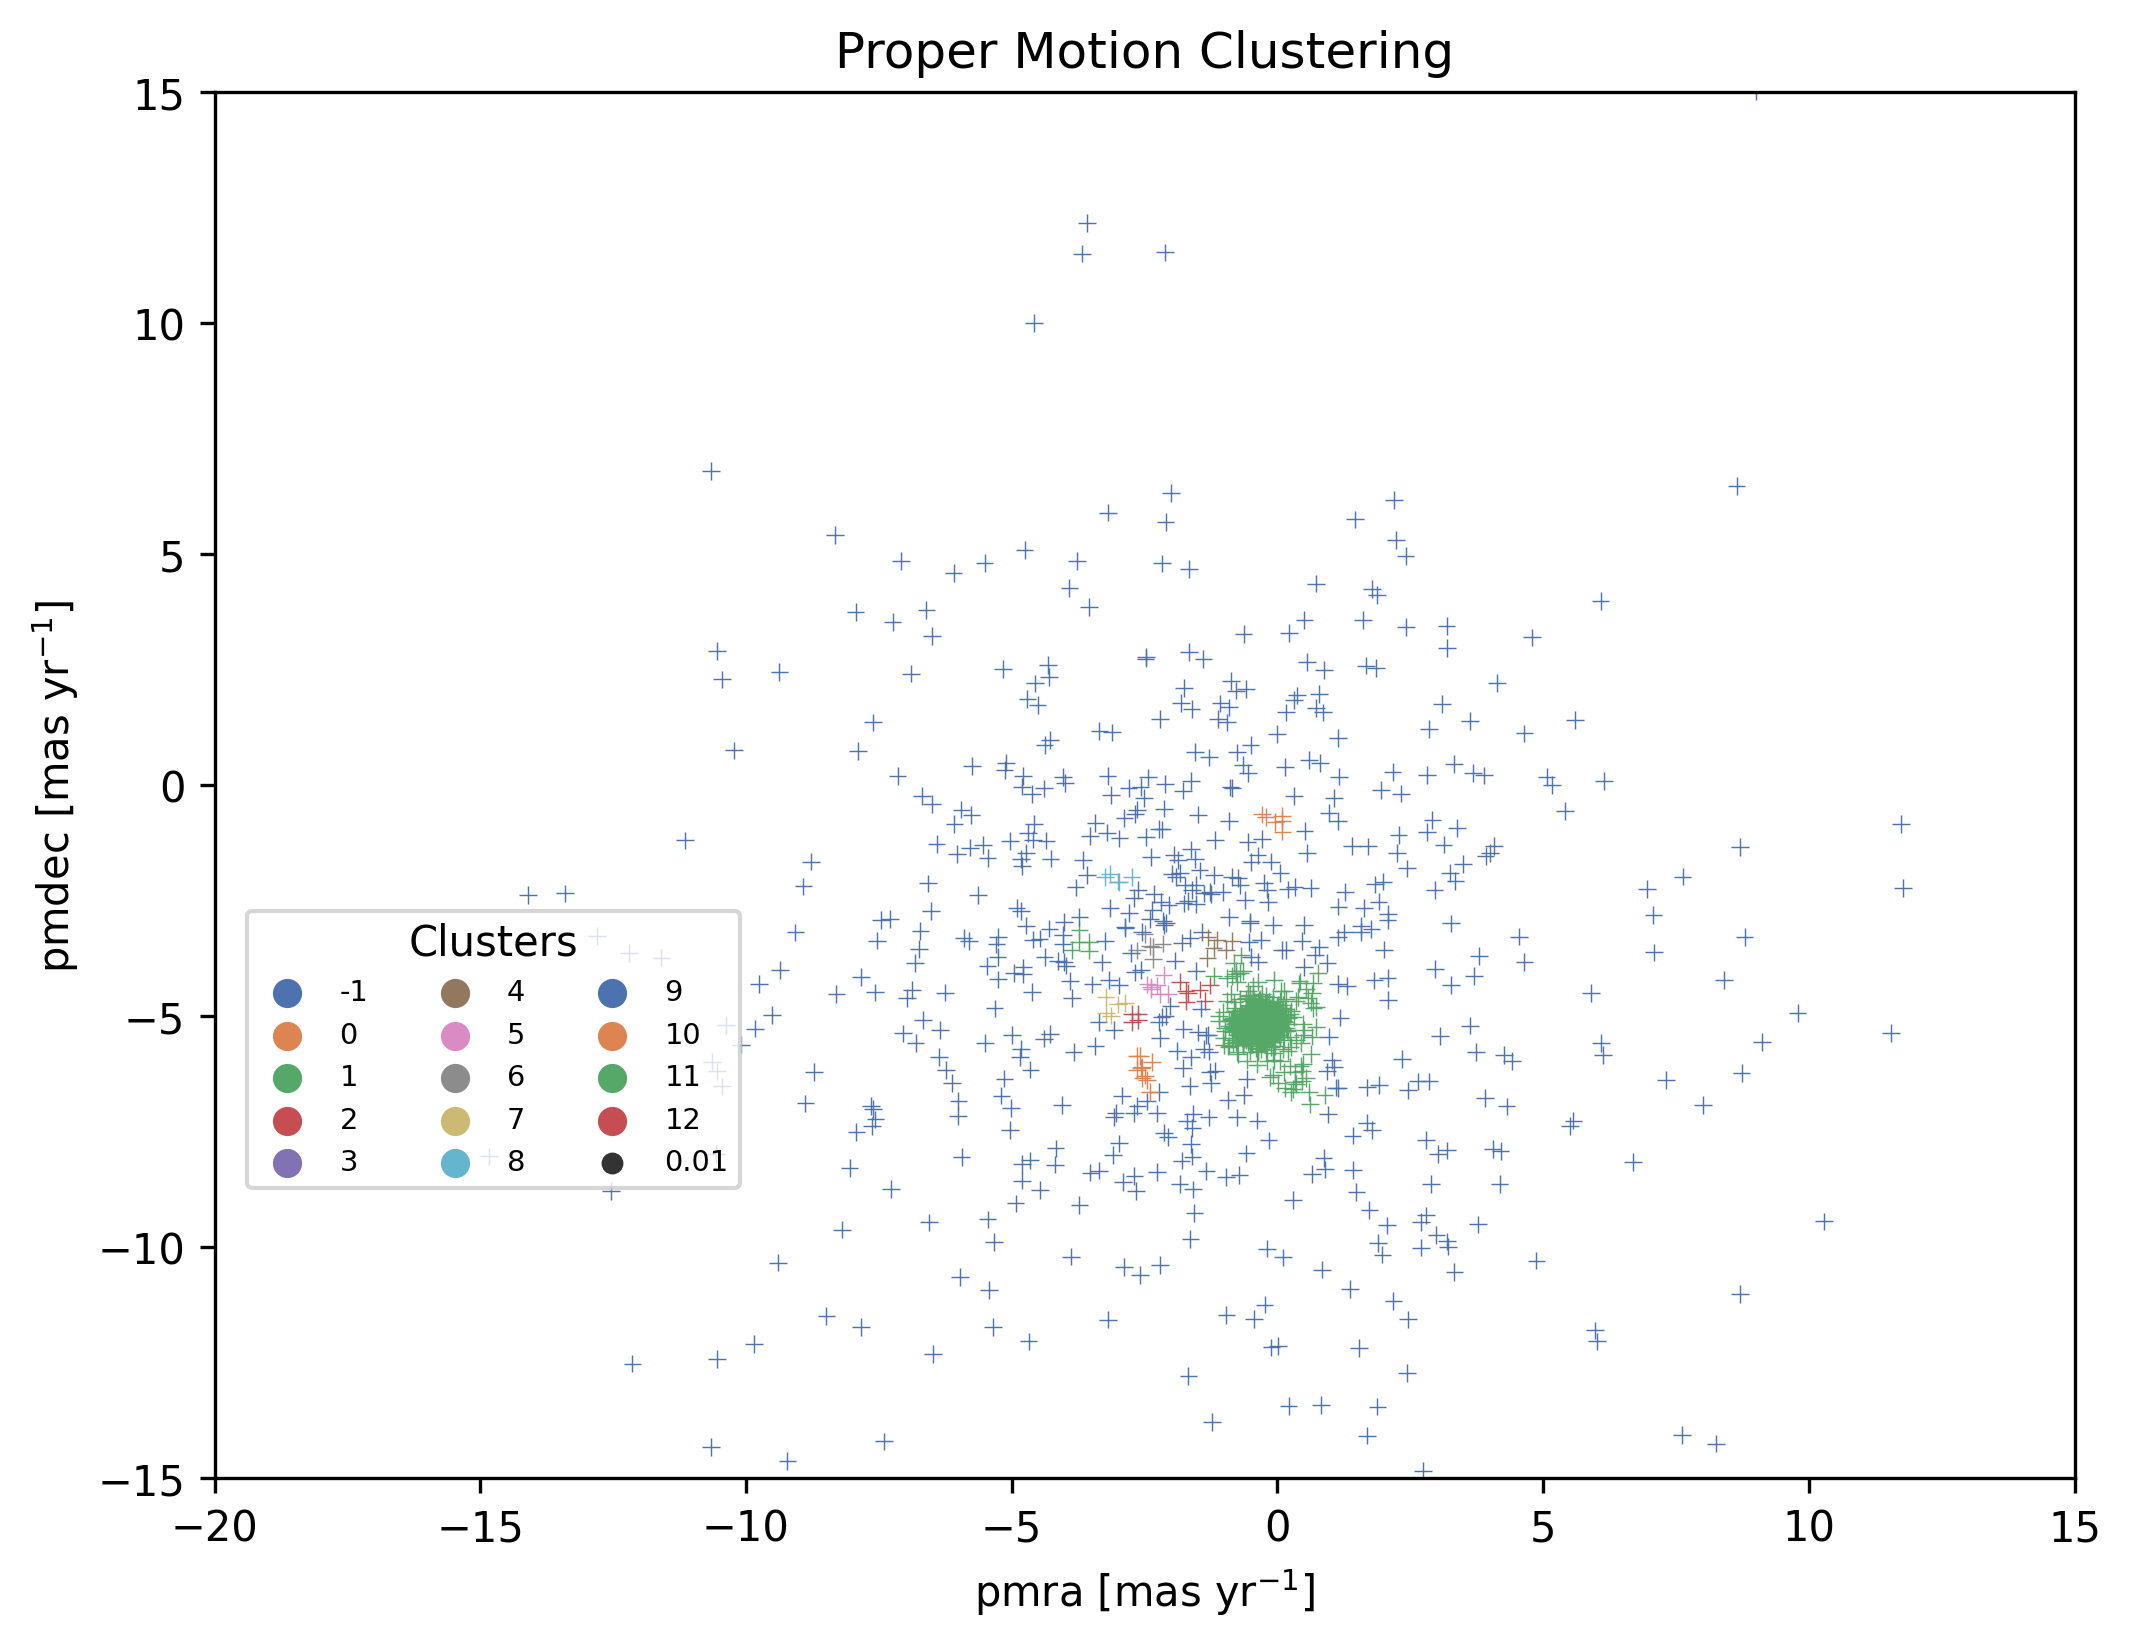 Proper Motion Clustering
15
10
5
0
−5
−10
−15
pmdec [mas yr⁻¹]
Clusters
-1 4 9
0 5 10
1 6 11
2 7 12
3 8 0.01
−20 −15 −10 −5 0 5 10 15
pmra [mas yr⁻¹]